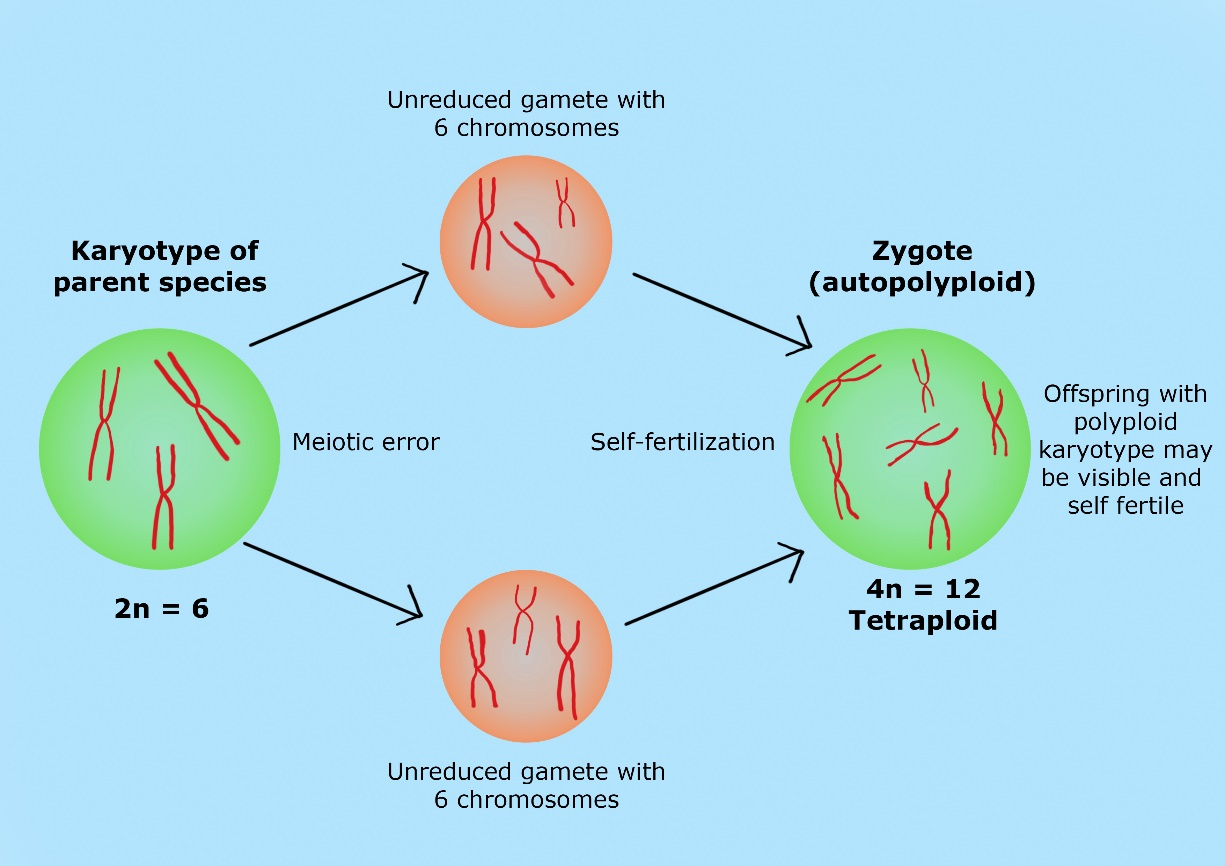 Unreduced gamete with
6 chromosomes
Karyotype of
parent species
Zygote
(autopolyploid)
Meiotic error
Self-fertilization
Offspring with
polyploid
karyotype may
be visible and
self fertile
2n = 6
4n = 12
Tetraploid
Unreduced gamete with
6 chromosomes